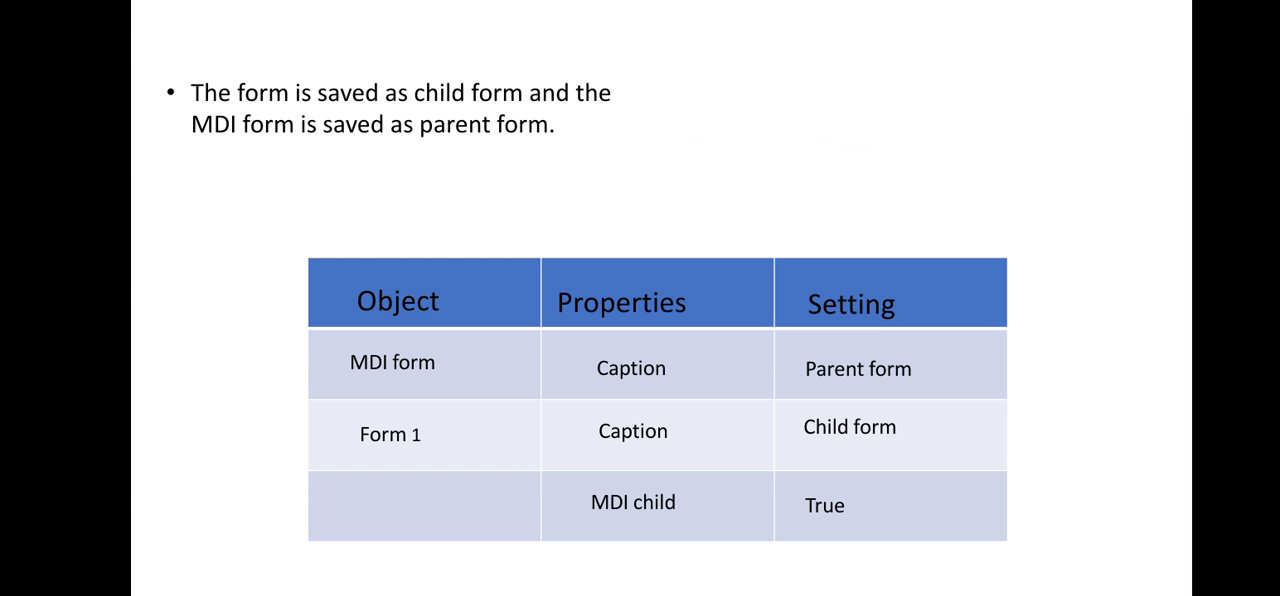 • The form is saved as child form and the
MDI form is saved as parent form.
Object Properties Setting
MDI form Caption Parent form
Form 1 Caption Child form
MDI child True